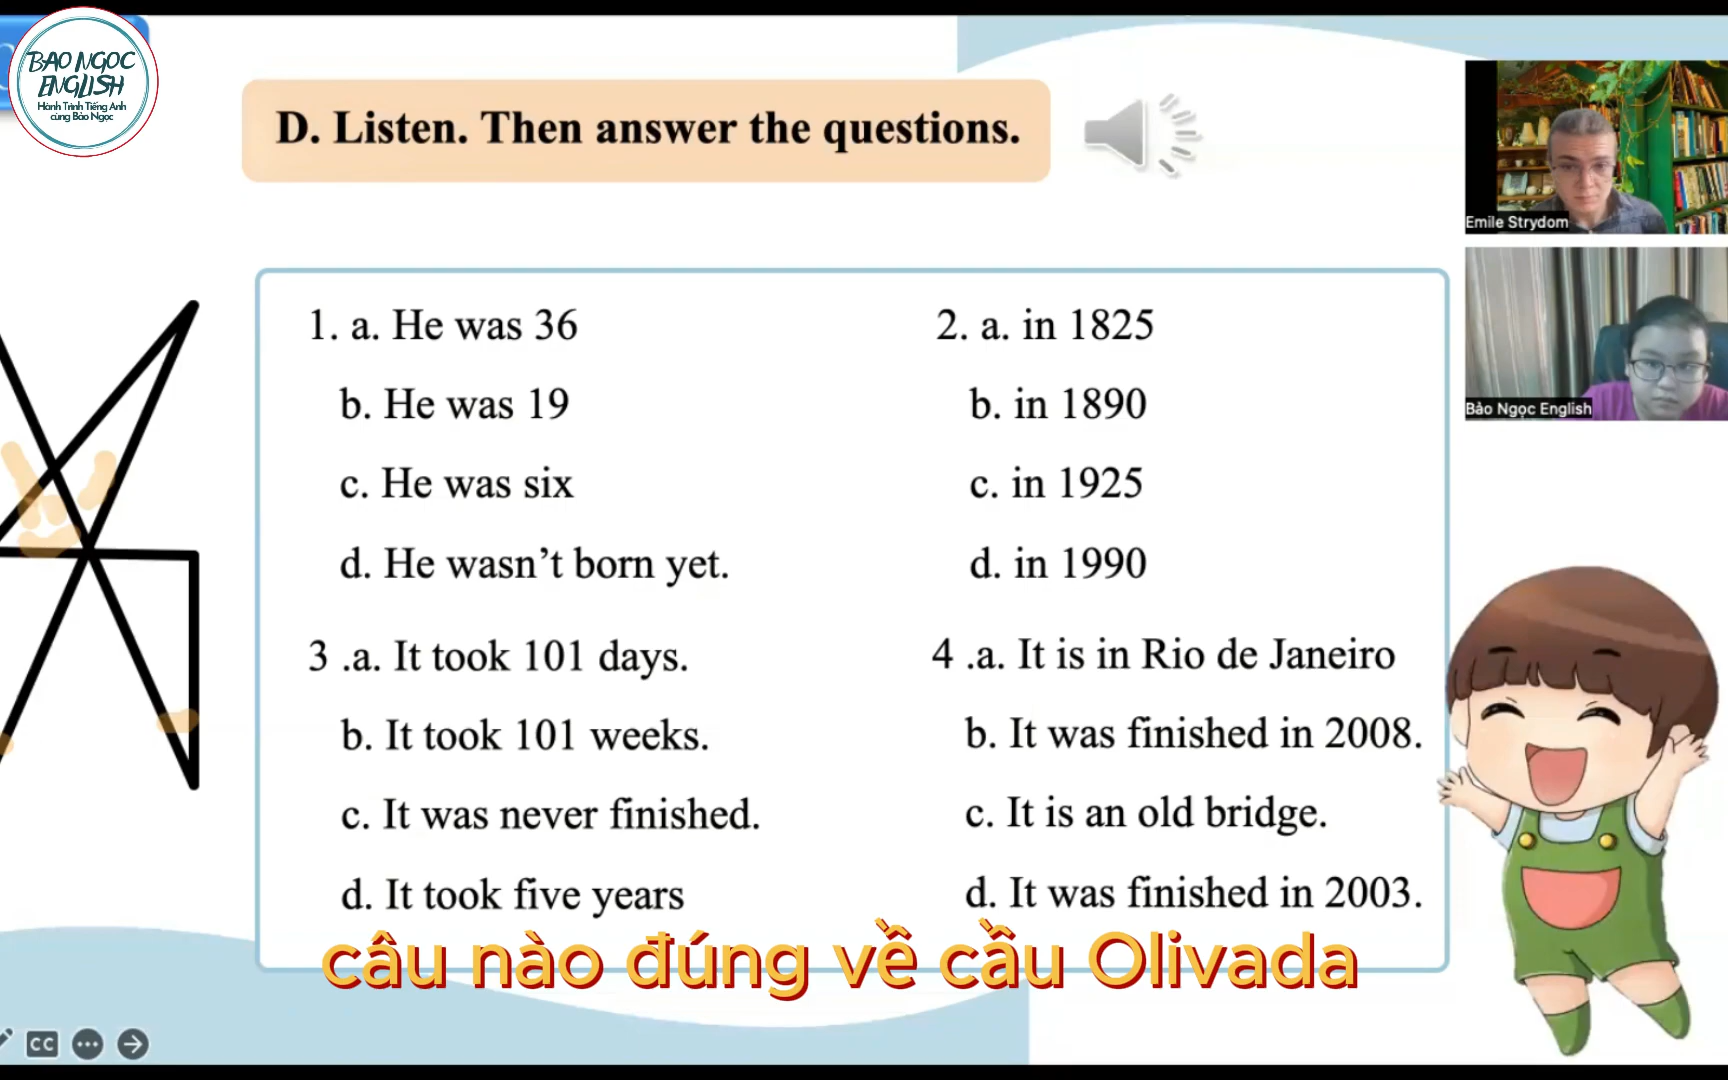 BAO NGOC
ENGLISH
Hành Trình Tiếng Anh
cùng Bảo Ngọc
D. Listen. Then answer the questions.
Emile Strydom
Bảo Ngọc English
1. a. He was 36
b. He was 19
c. He was six
d. He wasn’t born yet.
2. a. in 1825
b. in 1890
c. in 1925
d. in 1990
3 .a. It took 101 days.
b. It took 101 weeks.
c. It was never finished.
d. It took five years
4 .a. It is in Rio de Janeiro
b. It was finished in 2008.
c. It is an old bridge.
d. It was finished in 2003.
câu nào đúng về cầu Olivada
CC